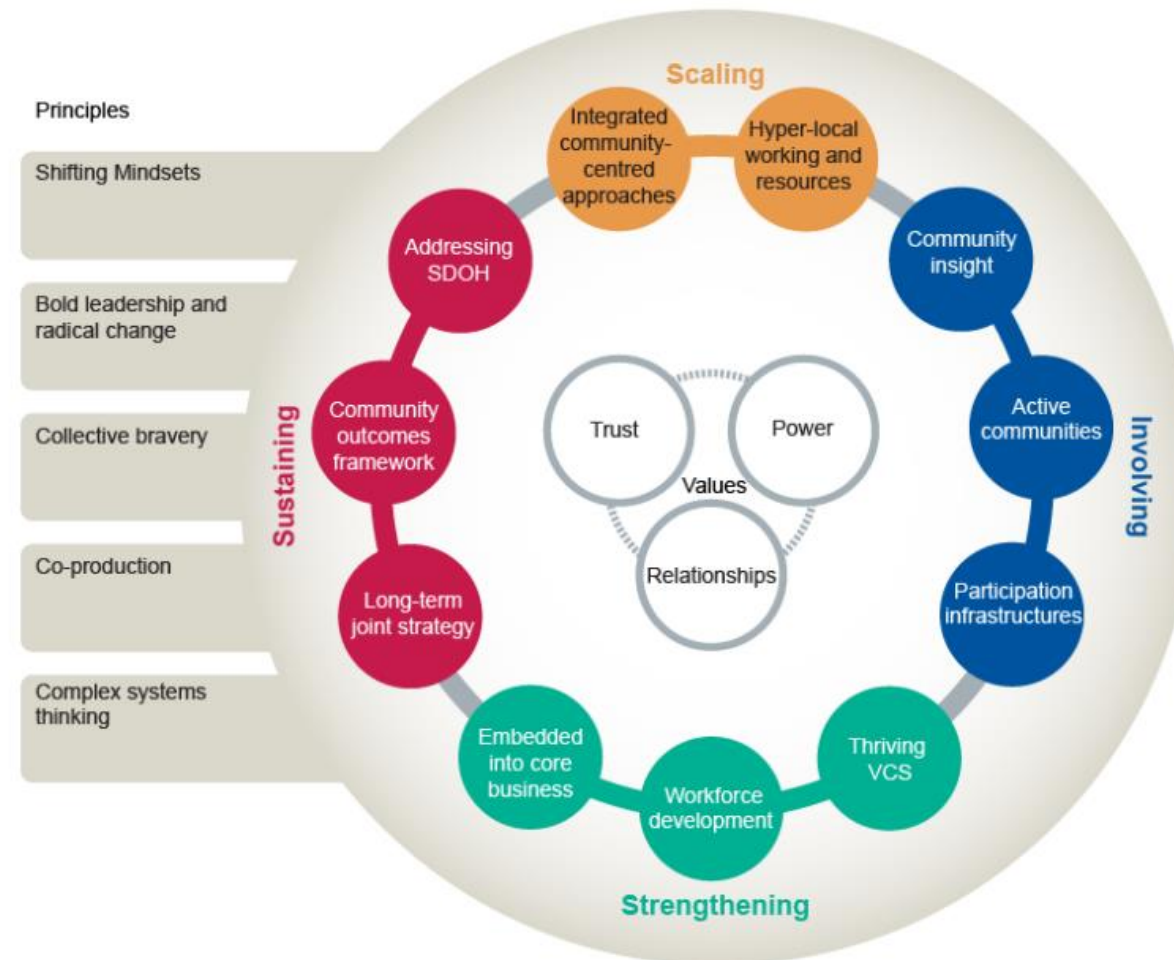 Principles
Shifting Mindsets
Bold leadership and
radical change
Collective bravery
Co-production
Complex systems
thinking
Scaling
Integrated
community-
centred
approaches
Hyper-local
working and
resources
Involving
Community
insight
Active
communities
Participation
infrastructures
Strengthening
Thriving
VCS
Workforce
development
Embedded
into core
business
Sustaining
Long-term
joint strategy
Community
outcomes
framework
Addressing
SDOH
Trust
Power
Values
Relationships